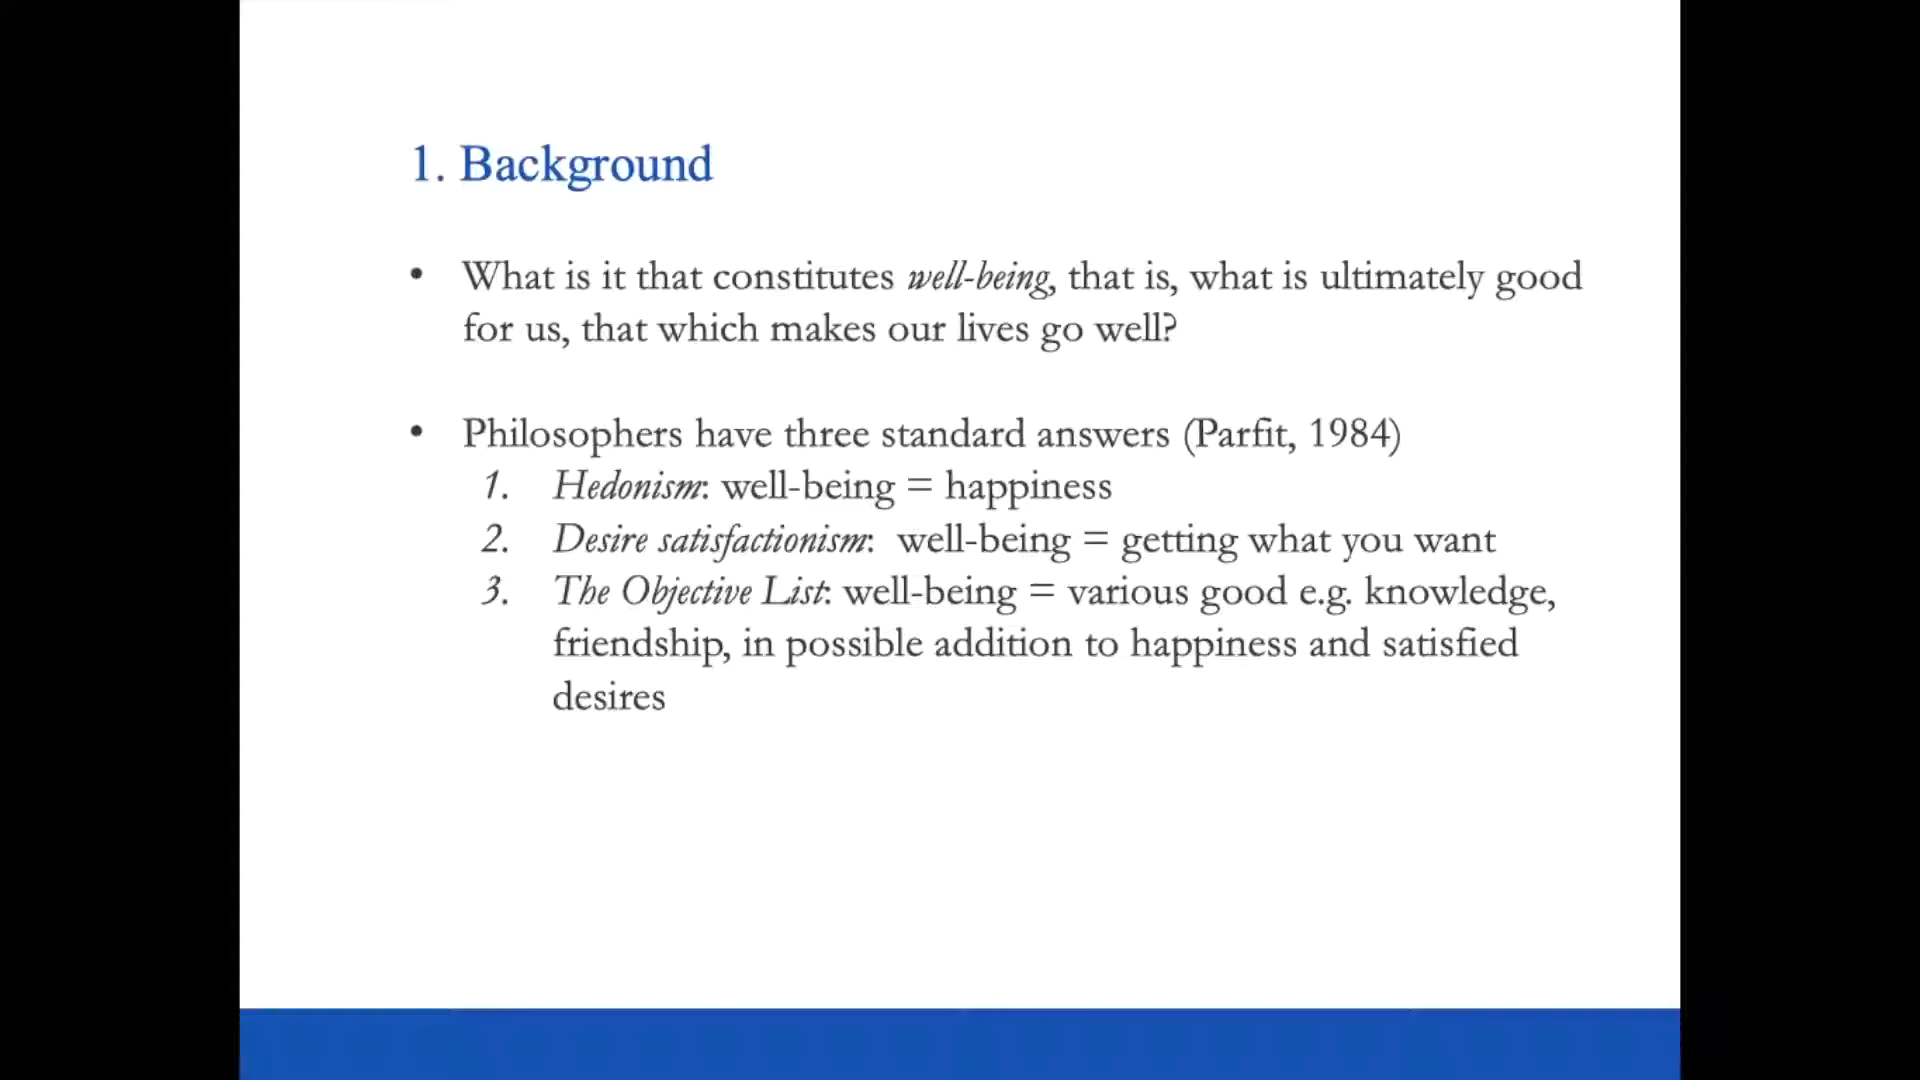 1. Background
• What is it that constitutes well-being, that is, what is ultimately good
for us, that which makes our lives go well?
• Philosophers have three standard answers (Parfit, 1984)
1. Hedonism: well-being = happiness
2. Desire satisfactionism: well-being = getting what you want
3. The Objective List: well-being = various good e.g. knowledge,
friendship, in possible addition to happiness and satisfied
desires